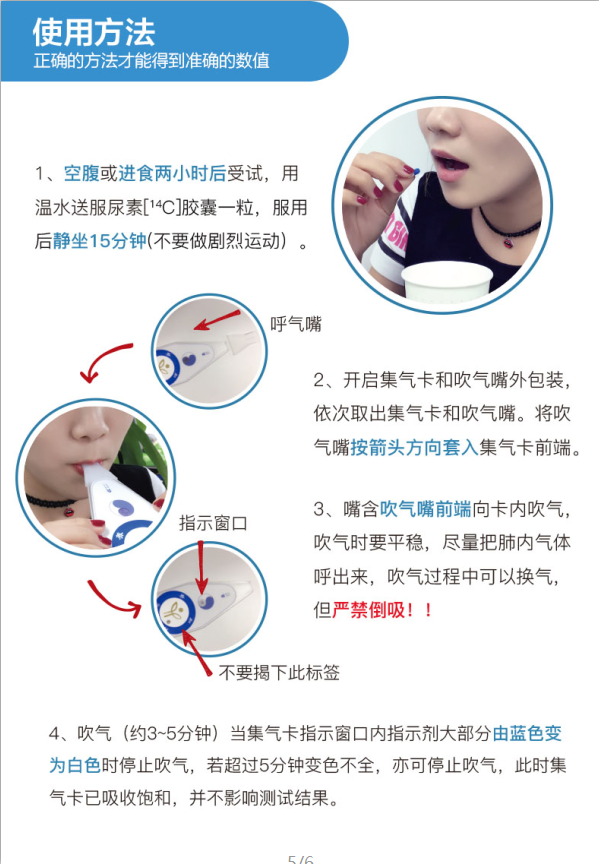 使用方法
正确的方法才能得到准确的数值
1、空腹或进食两小时后受试，用
温水送服尿素[¹⁴C]胶囊一粒，服用
后静坐15分钟(不要做剧烈运动）。
呼气嘴
2、开启集气卡和吹气嘴外包装，
依次取出集气卡和吹气嘴。将吹
气嘴按箭头方向套入集气卡前端。
指示窗口
3、嘴含吹气嘴前端向卡内吹气，
吹气时要平稳，尽量把肺内气体
呼出来，吹气过程中可以换气，
但严禁倒吸！！
不要揭下此标签
4、吹气（约3~5分钟）当集气卡指示窗口内指示剂大部分由蓝色变
为白色时停止吹气，若超过5分钟变色不全，亦可停止吹气，此时集
气卡已吸收饱和，并不影响测试结果。
5/6